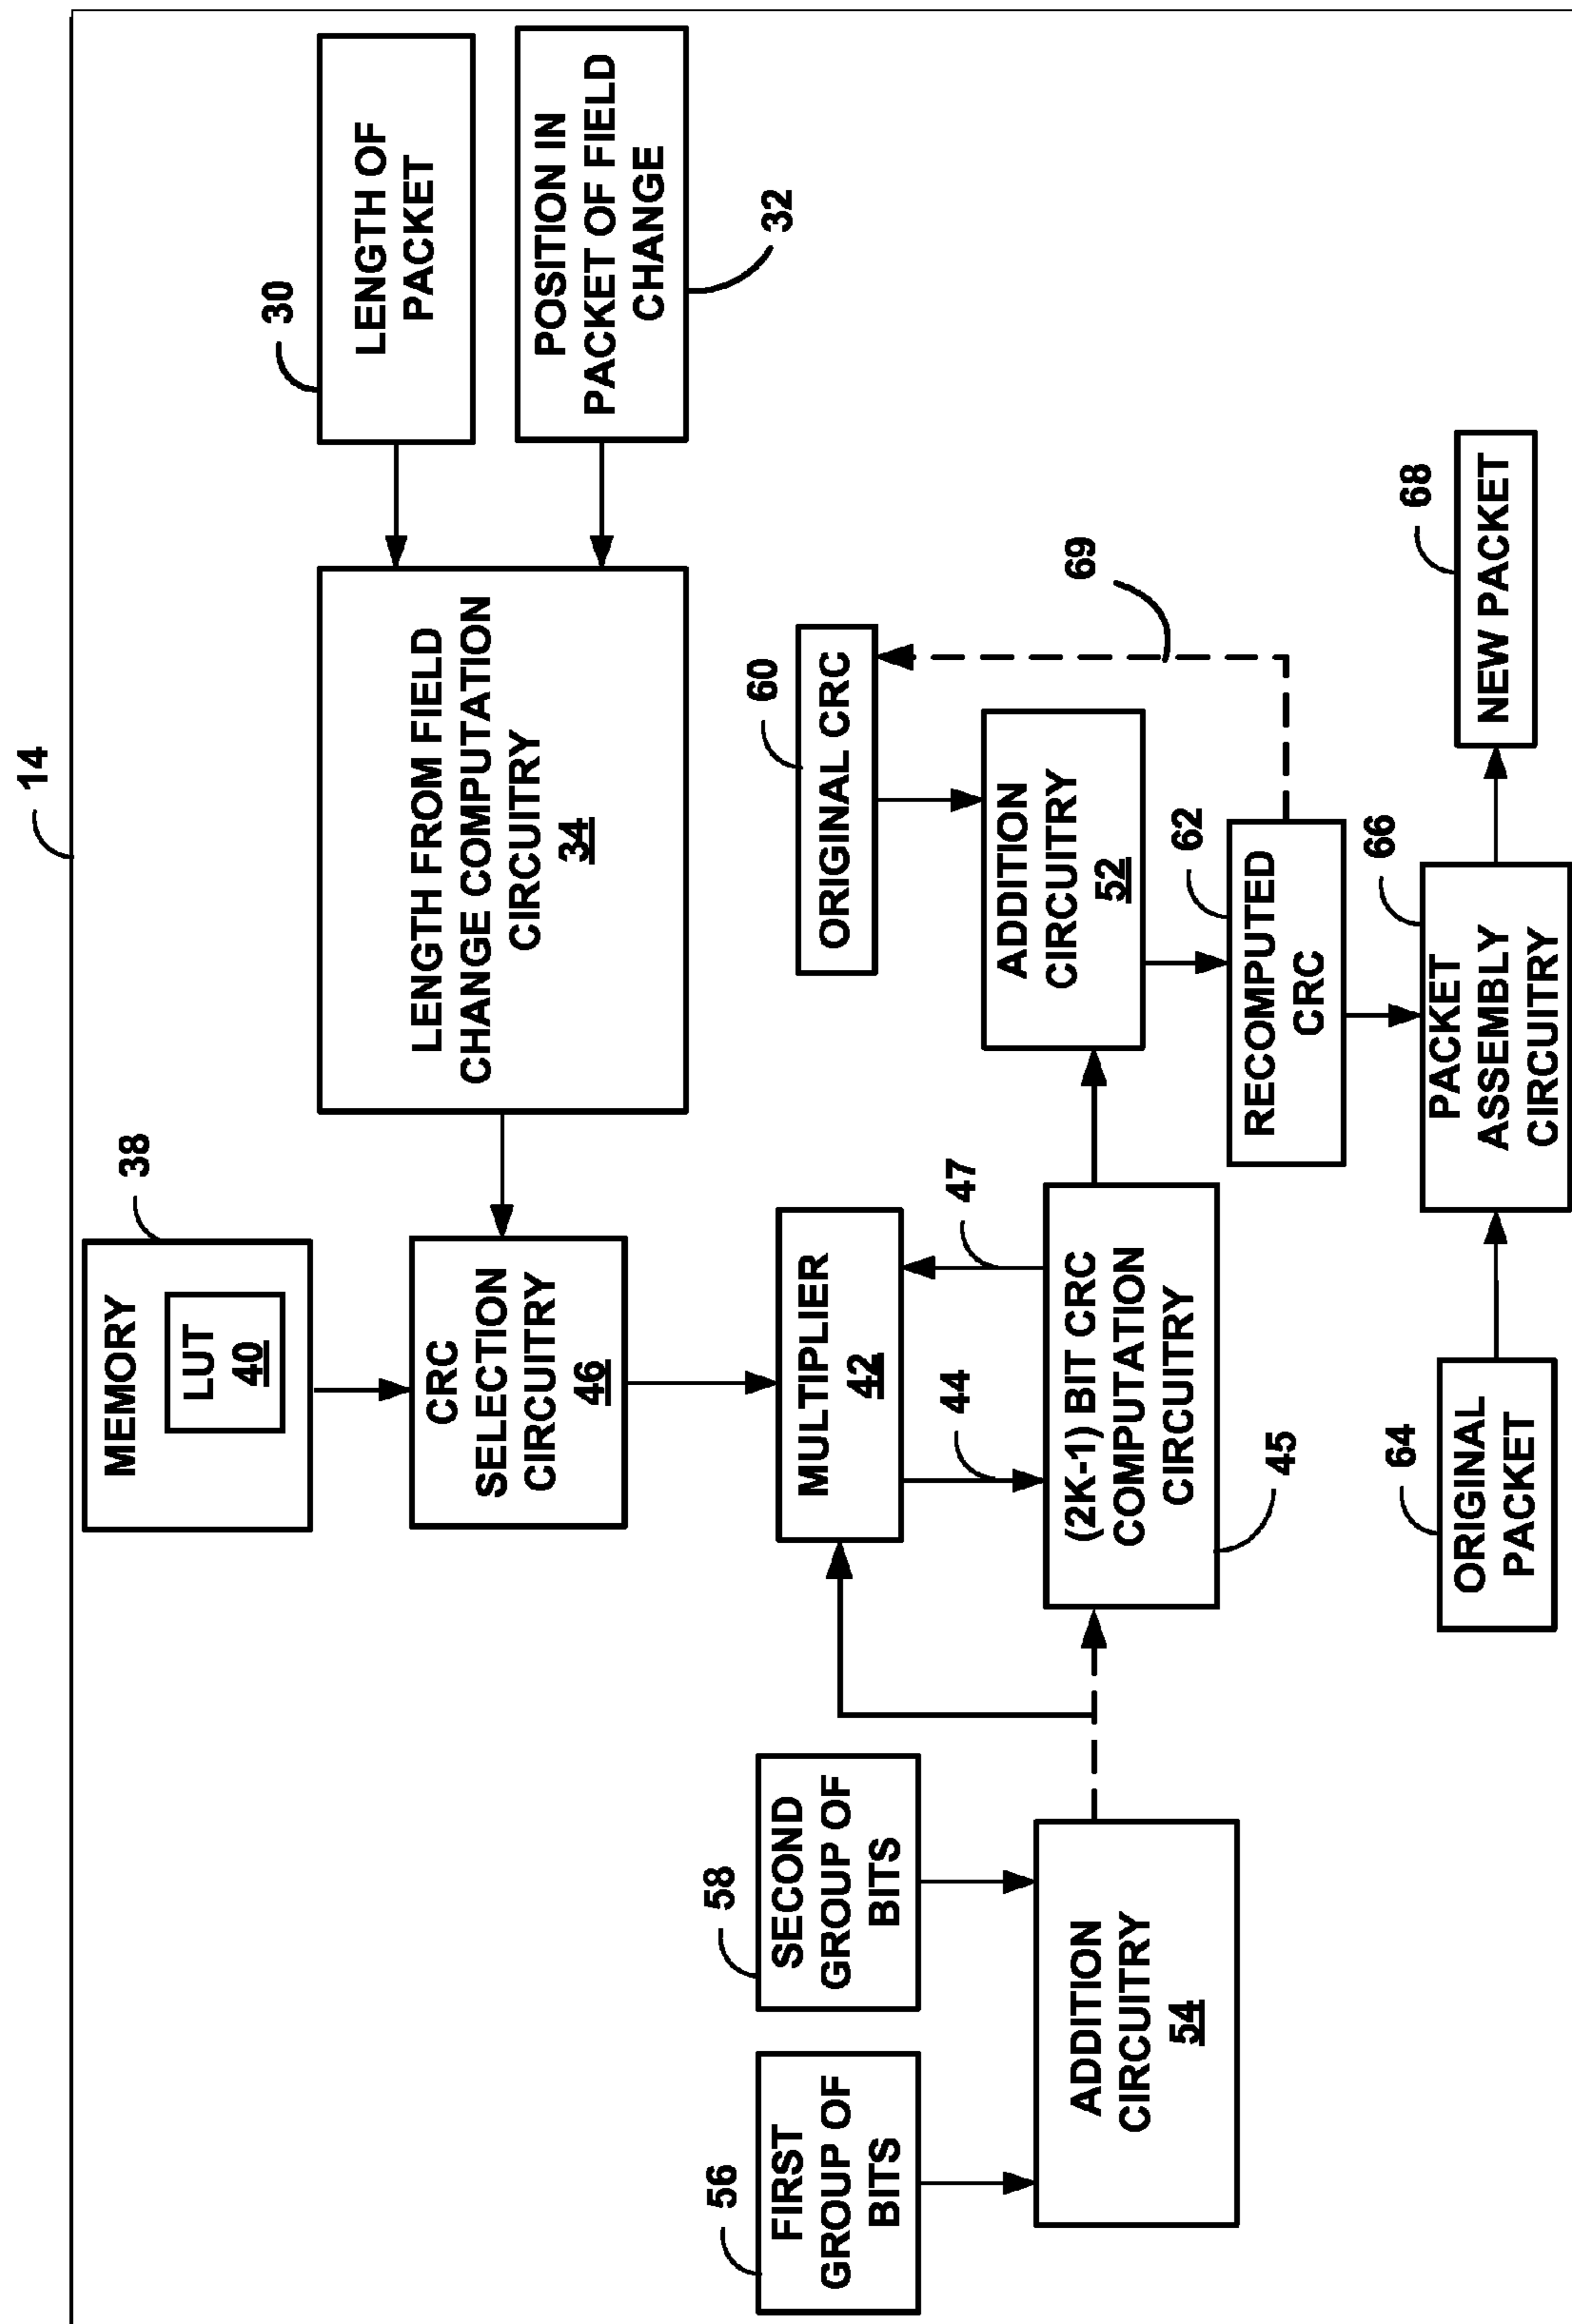 14
30
LENGTH OF
PACKET
POSITION IN
PACKET OF FIELD
CHANGE
32
LENGTH FROM FIELD
CHANGE COMPUTATION
CIRCUITRY
34
38
MEMORY
LUT
40
CRC
SELECTION
CIRCUITRY
46
MULTIPLIER
42
44
47
(2K-1) BIT CRC
COMPUTATION
CIRCUITRY
45
60
ORIGINAL CRC
69
ADDITION
CIRCUITRY
52
62
RECOMPUTED
CRC
66
PACKET
ASSEMBLY
CIRCUITRY
68
NEW PACKET
64
ORIGINAL
PACKET
56
FIRST
GROUP OF
BITS
58
SECOND
GROUP OF
BITS
ADDITION
CIRCUITRY
54